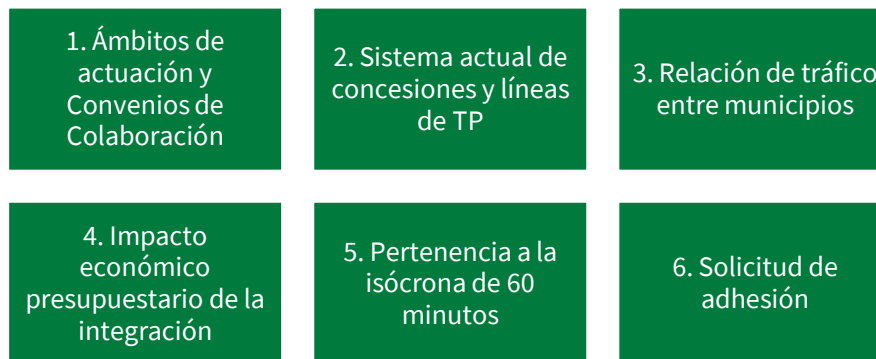 1. Ámbitos de
actuación y
Convenios de
Colaboración
2. Sistema actual de
concesiones y líneas
de TP
3. Relación de tráfico
entre municipios
4. Impacto
económico
presupuestario de la
integración
5. Pertenencia a la
isócrona de 60
minutos
6. Solicitud de
adhesión